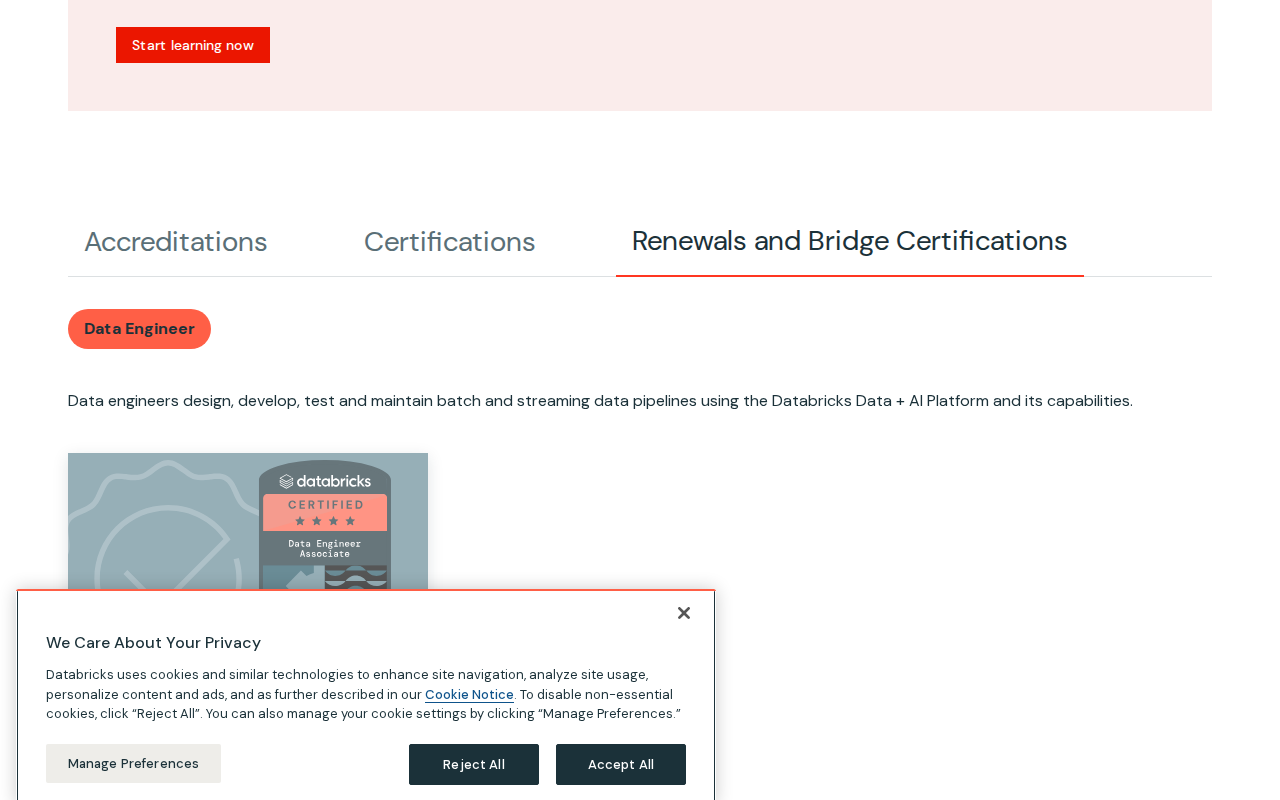 Start learning now
Accreditations
Certifications
Renewals and Bridge Certifications
Data Engineer
Data engineers design, develop, test and maintain batch and streaming data pipelines using the Databricks Data + AI Platform and its capabilities.
databricks
CERTIFIED
Data Engineer
Associate
We Care About Your Privacy
Databricks uses cookies and similar technologies to enhance site navigation, analyze site usage,
personalize content and ads, and as further described in our Cookie Notice. To disable non-essential
cookies, click “Reject All”. You can also manage your cookie settings by clicking “Manage Preferences.”
Manage Preferences
Reject All
Accept All